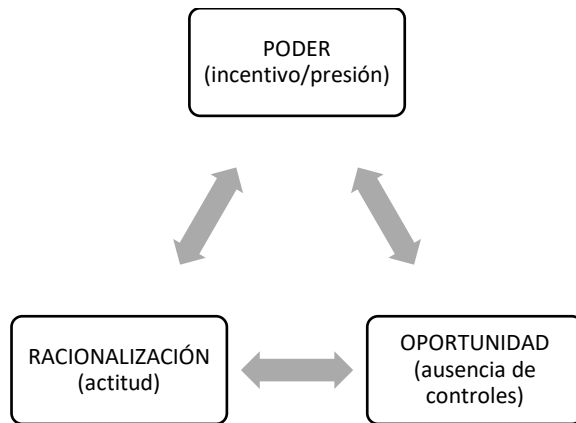 PODER
(incentivo/presión)
RACIONALIZACIÓN
(actitud)
OPORTUNIDAD
(ausencia de
controles)